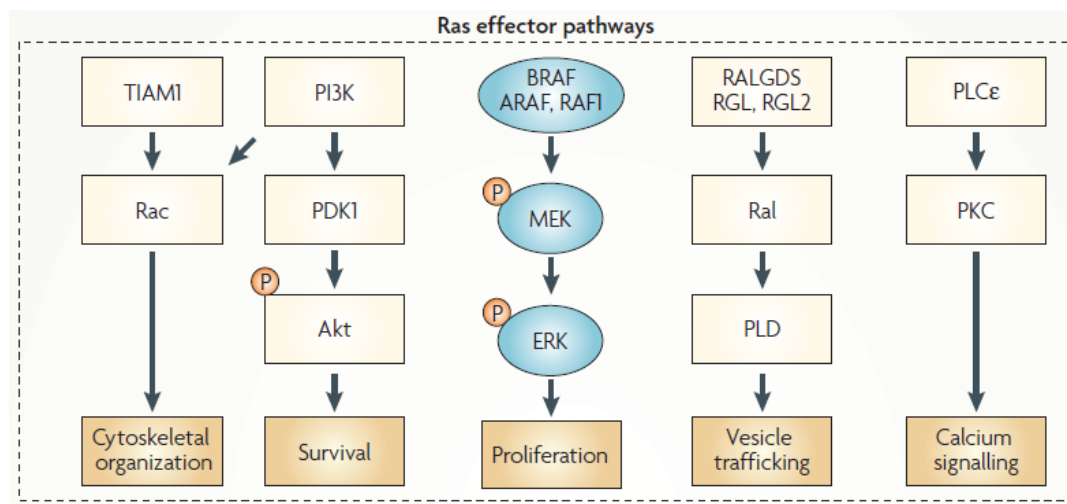 Ras effector pathways
TIAM1
PI3K
BRAF
ARAF, RAF1
RALGDS
RGL, RGL2
PLCε
Rac
PDK1
P
MEK
Ral
PKC
P
Akt
P
ERK
PLD
Cytoskeletal
organization
Survival
Proliferation
Vesicle
trafficking
Calcium
signalling